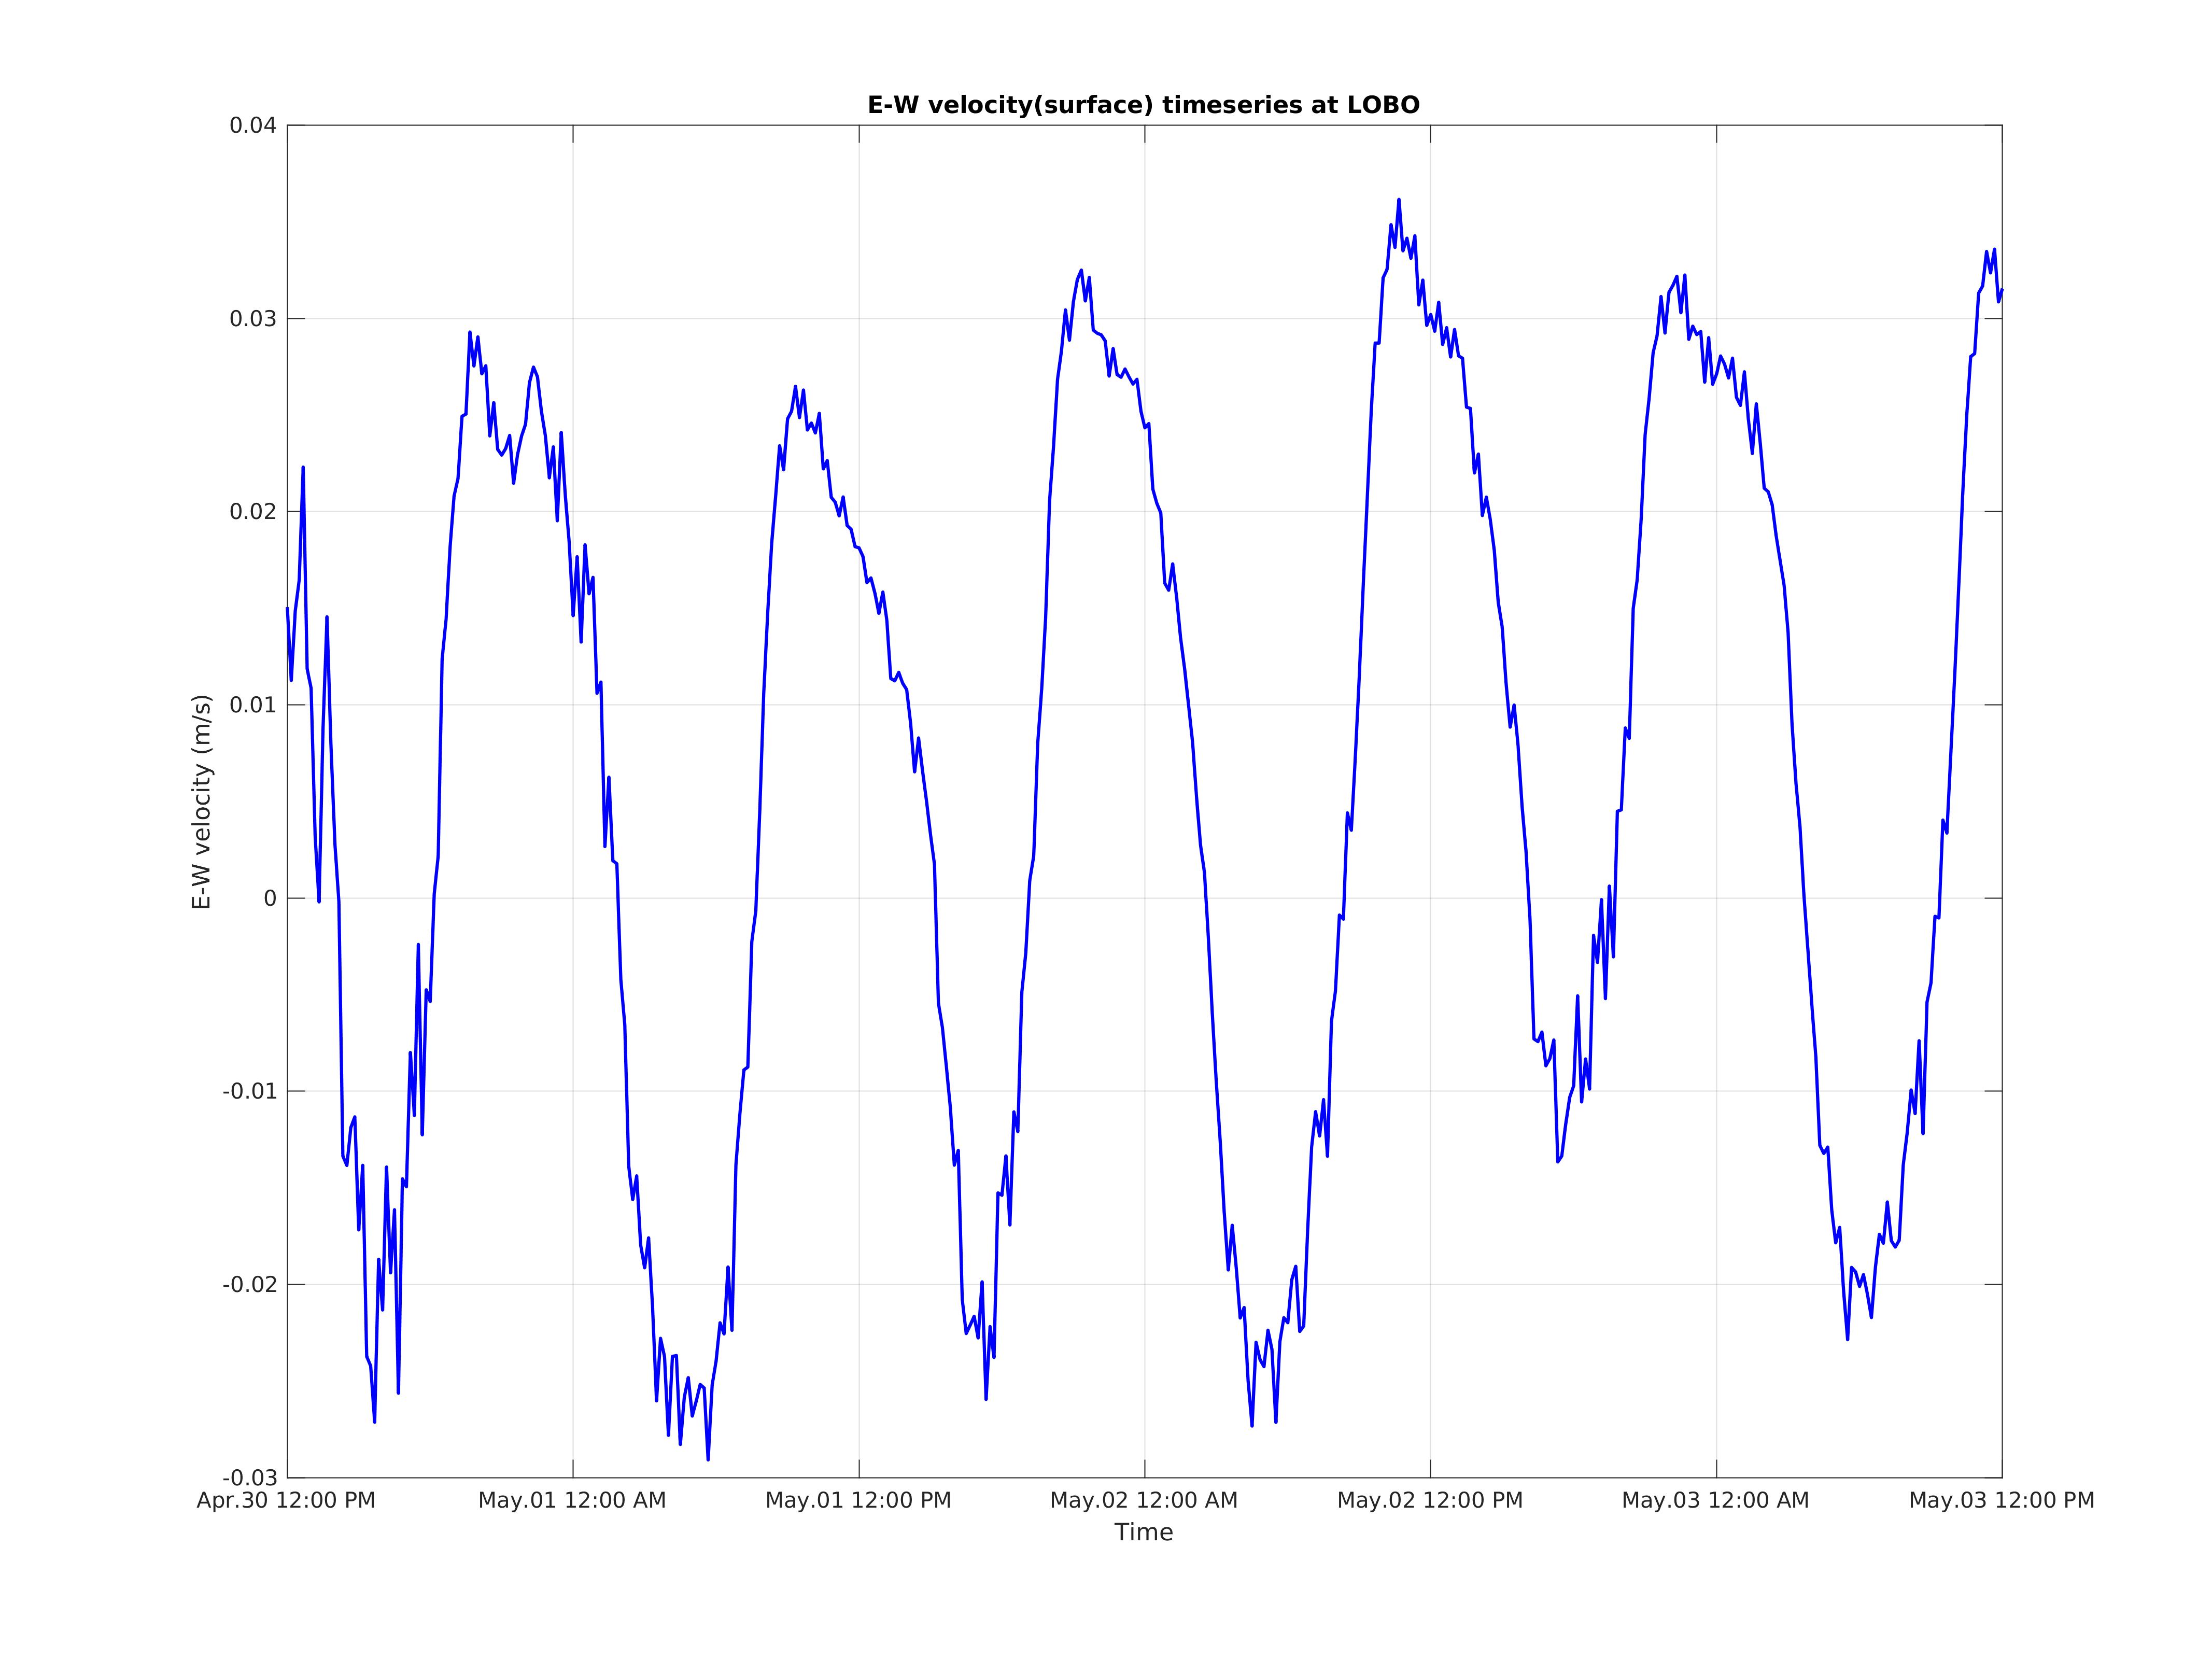 E-W velocity(surface) timeseries at LOBO
E-W velocity (m/s)
0.04
0.03
0.02
0.01
0
-0.01
-0.02
-0.03
Apr.30 12:00 PM
May.01 12:00 AM
May.01 12:00 PM
May.02 12:00 AM
May.02 12:00 PM
May.03 12:00 AM
May.03 12:00 PM
Time